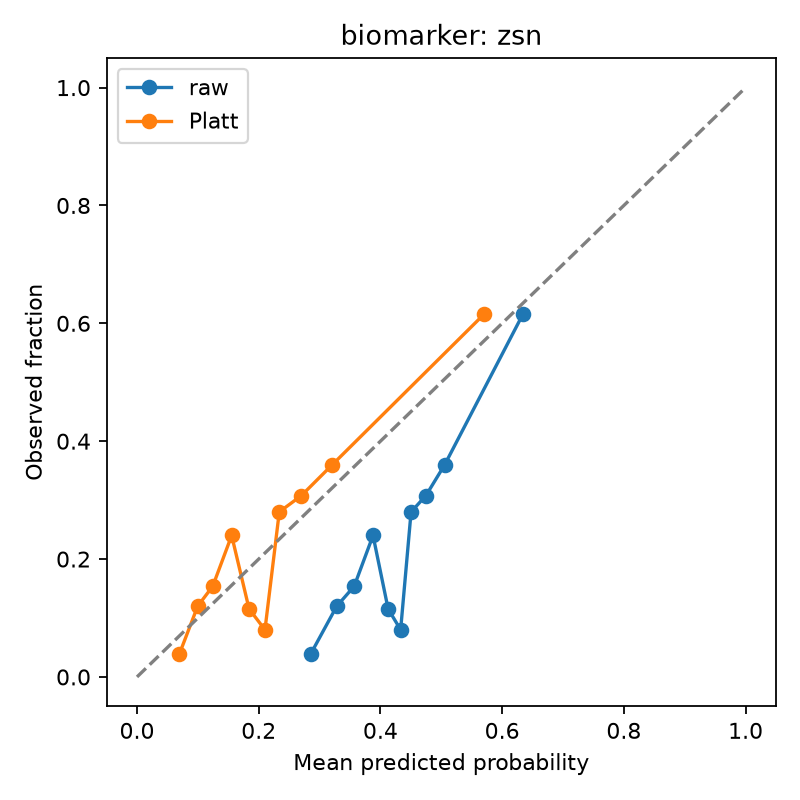 biomarker: zsn
raw
Platt
1.0
0.8
0.6
0.4
0.2
0.0
Observed fraction
0.0 0.2 0.4 0.6 0.8 1.0
Mean predicted probability